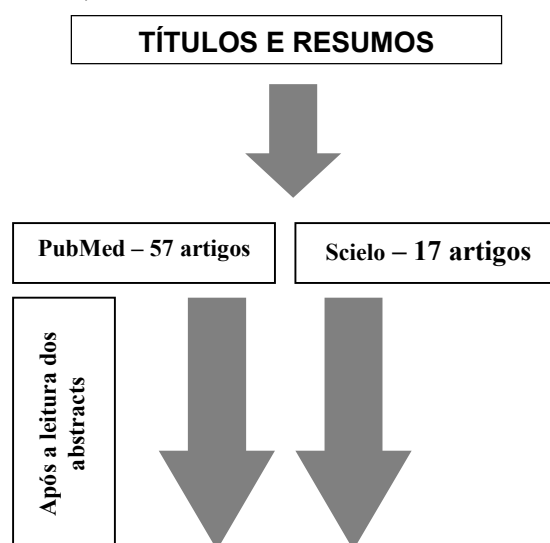 TÍTULOS E RESUMOS
PubMed – 57 artigos
Scielo – 17 artigos
Após a leitura dos
abstracts